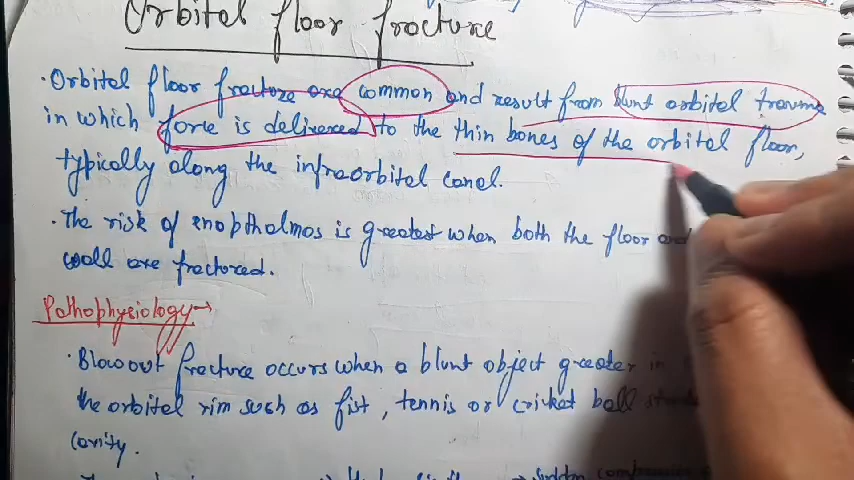 Orbital floor fracture
· Orbital floor fracture are common and result from blunt orbital trauma
in which force is delivered to the thin bones of the orbital floor,
typically along the infraorbital canal.
· The risk of enopthalmos is greatest when both the floor and
wall are fractured.
Pathophysiology →
· Blowout fracture occurs when a blunt object greater in
the orbital rim such as fist, tennis or cricket ball
cavity.
→ → Sudden